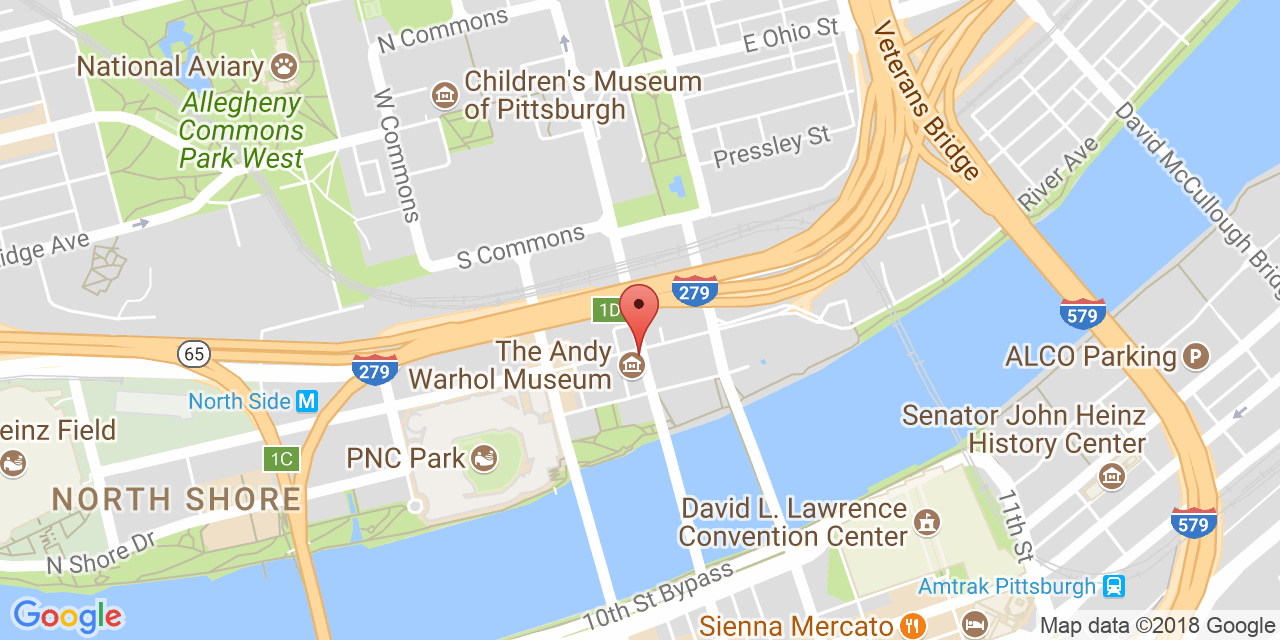 N Commons
E Ohio St
Veterans Bridge
National Aviary
Children's Museum
of Pittsburgh
Allegheny
Commons
Park West
W Commons
Pressley St
David McCullough Bridg
River Ave
idge Ave
S Commons
1D
279
579
65
279
The Andy
Warhol Museum
ALCO Parking
P
North Side
M
einz Field
Senator John Heinz
History Center
1C
PNC Park
NORTH SHORE
11th St
David L. Lawrence
Convention Center
579
N Shore Dr
10th St Bypass
Amtrak Pittsburgh
Google
Sienna Mercato
Map data ©2018 Google